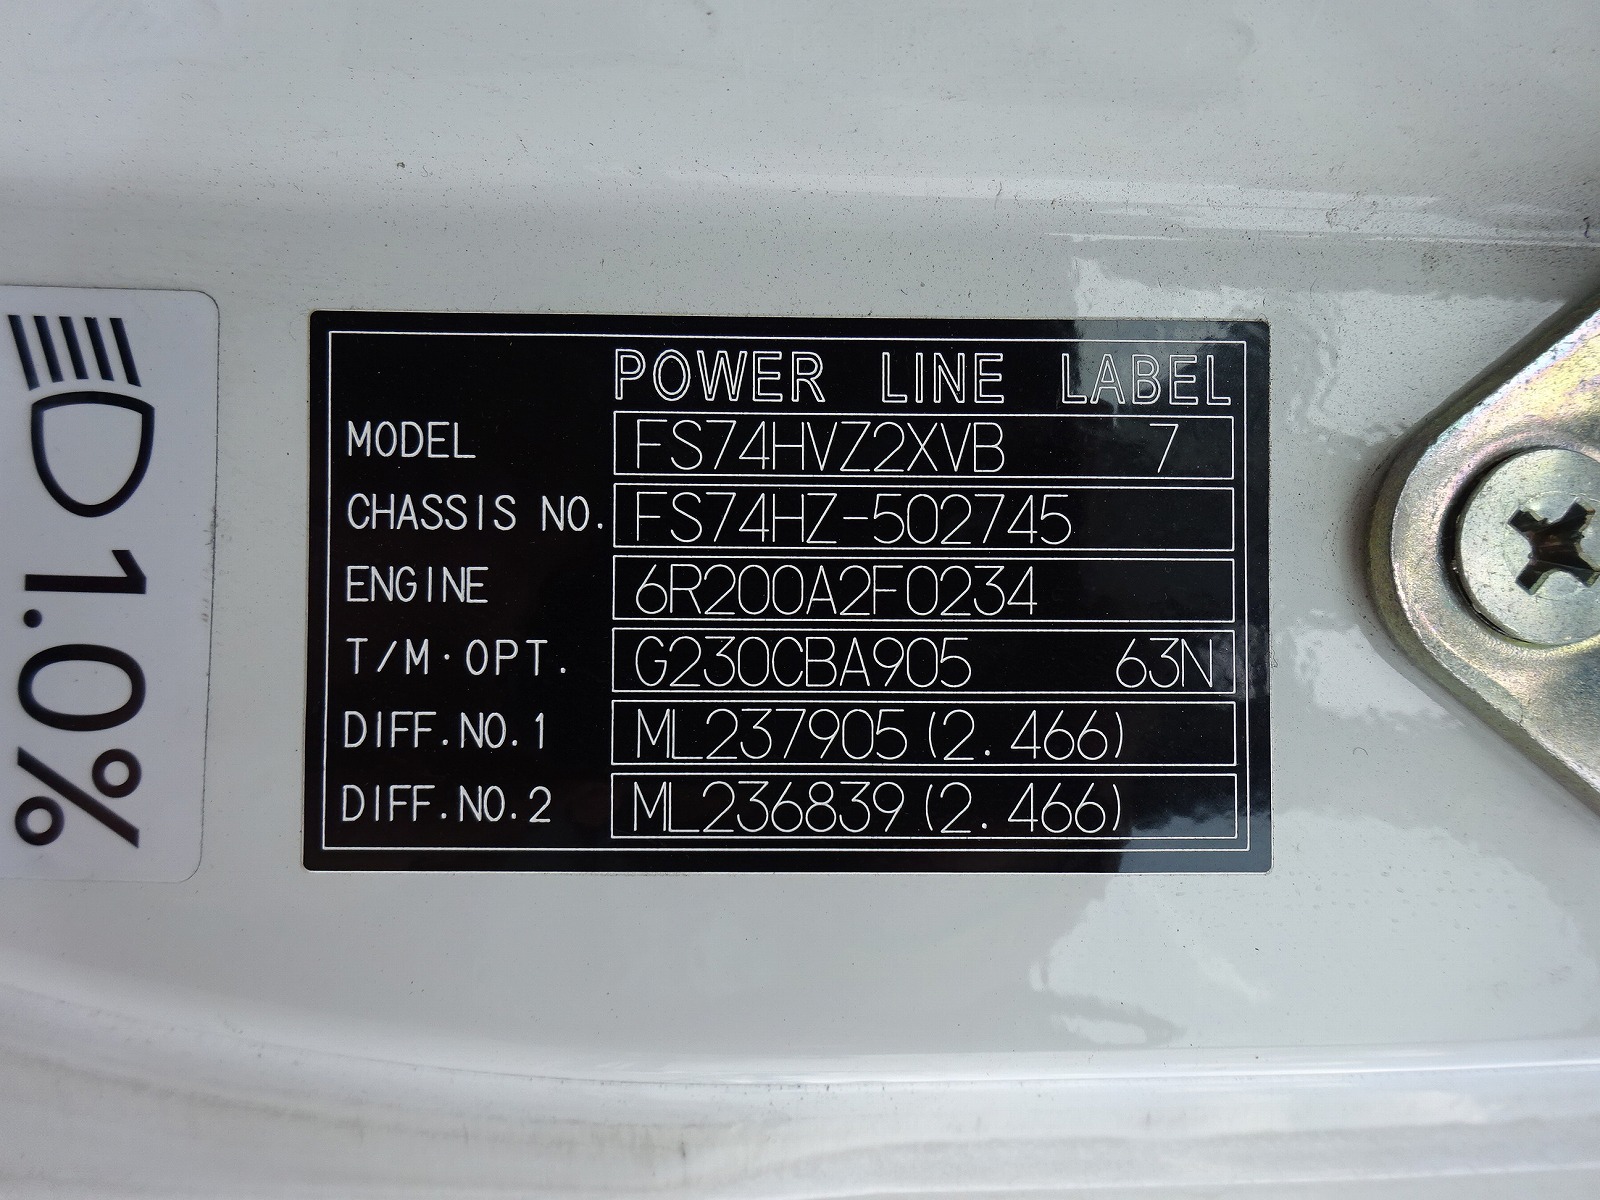 POWER LINE LABEL
MODEL FS74HVZ2XVB 7
CHASSIS NO. FS74HZ-502745
ENGINE 6R200A2F0234
T/M·OPT. G230CBA905 63N
DIFF.NO.1 ML237905(2.466)
DIFF.NO.2 ML236839(2.466)
1.0%